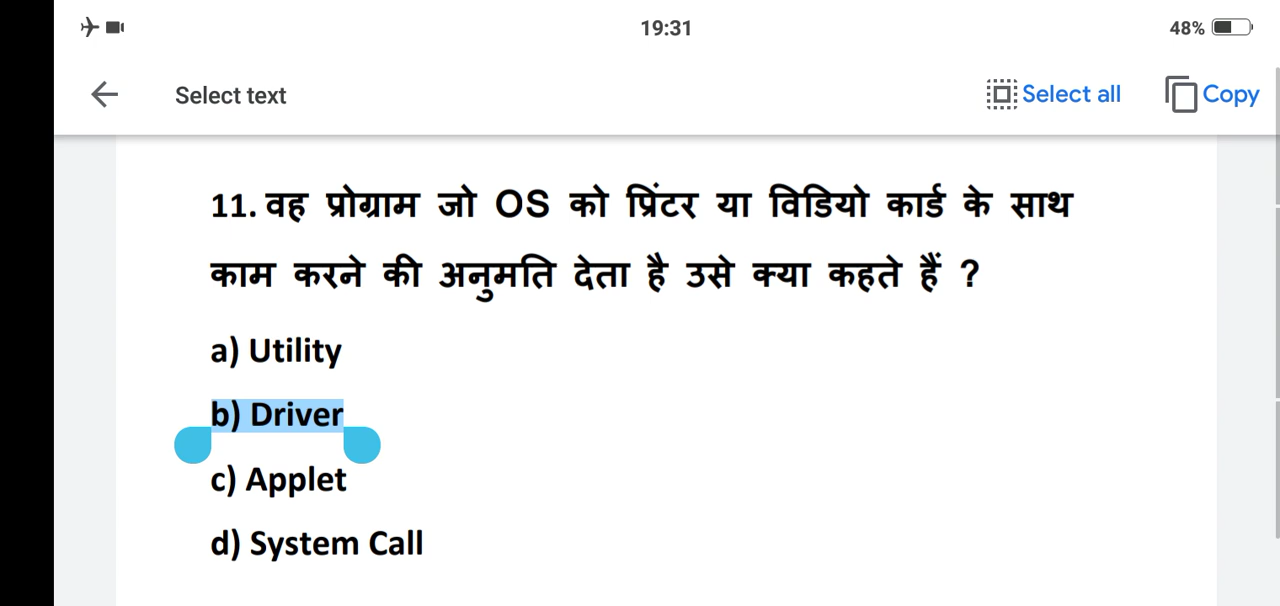 19:31
48%
Select text
Select all
Copy
11. वह प्रोग्राम जो OS को प्रिंटर या विडियो कार्ड के साथ
काम करने की अनुमति देता है उसे क्या कहते हैं ?
a) Utility
b) Driver
c) Applet
d) System Call